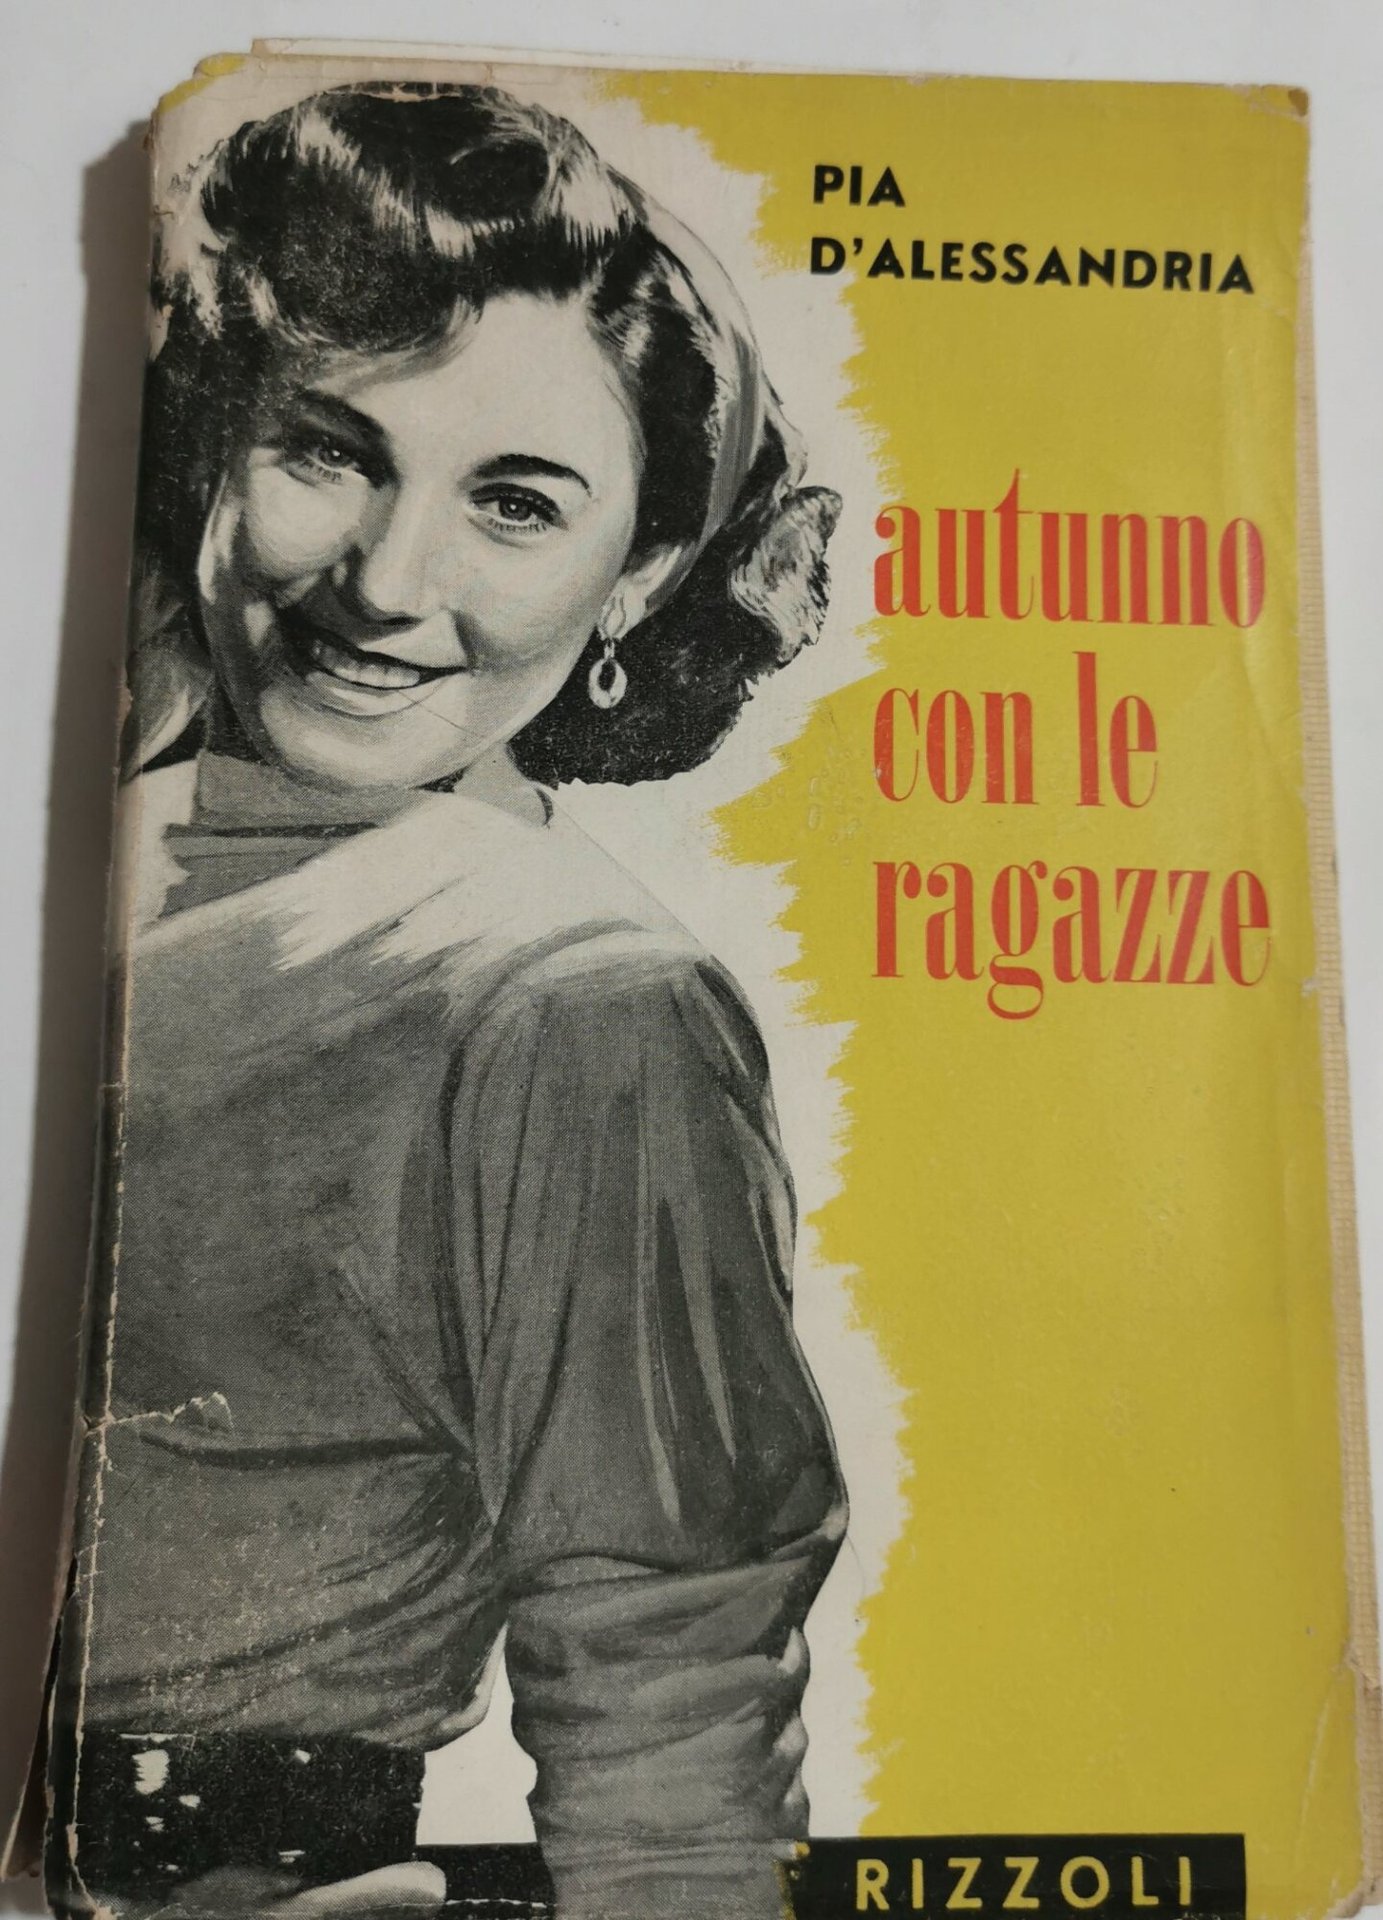 PIA
D'ALESSANDRIA
autunno
con le
ragazze
RIZZOLI